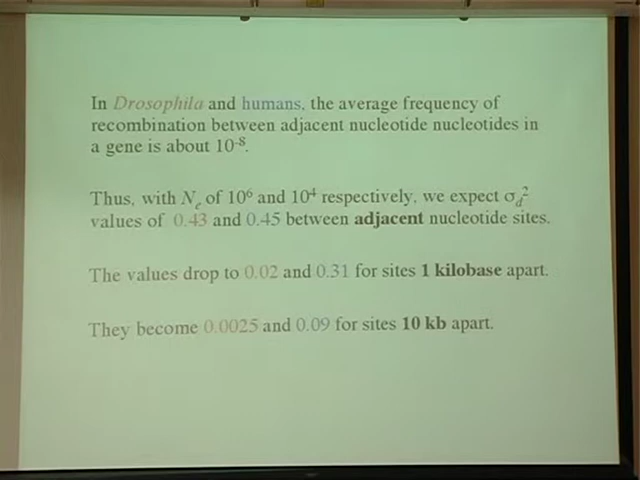 In Drosophila and humans, the average frequency of
recombination between adjacent nucleotide nucleotides in
a gene is about 10⁻⁸.
Thus, with Nₑ of 10⁶ and 10⁴ respectively, we expect σ_d²
values of 0.43 and 0.45 between adjacent nucleotide sites.
The values drop to 0.02 and 0.31 for sites 1 kilobase apart.
They become 0.0025 and 0.09 for sites 10 kb apart.